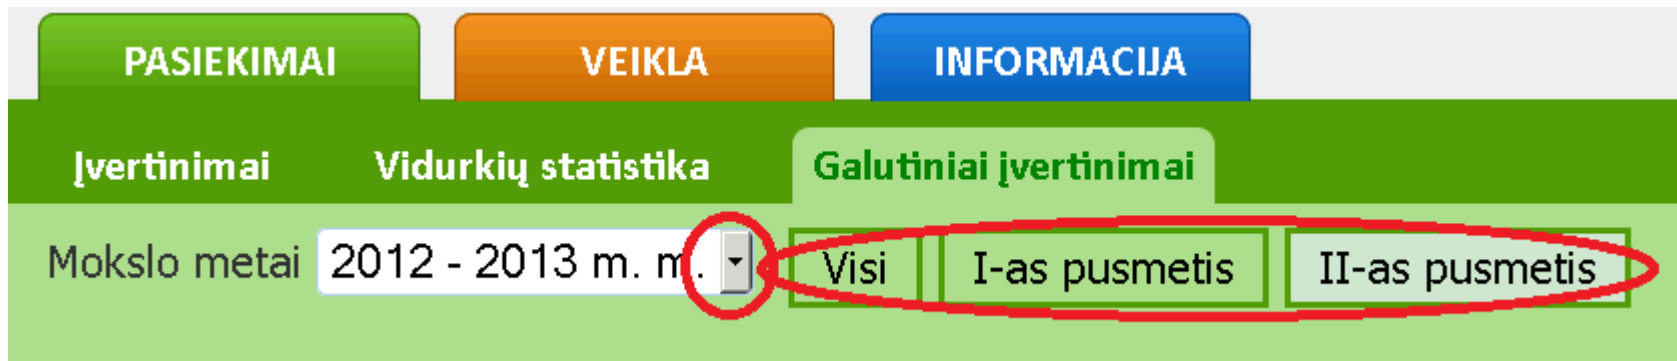 PASIEKIMAI VEIKLA INFORMACIJA
Įvertinimai Vidurkių statistika Galutiniai įvertinimai
Mokslo metai 2012 - 2013 m. m. Visi I-as pusmetis II-as pusmetis